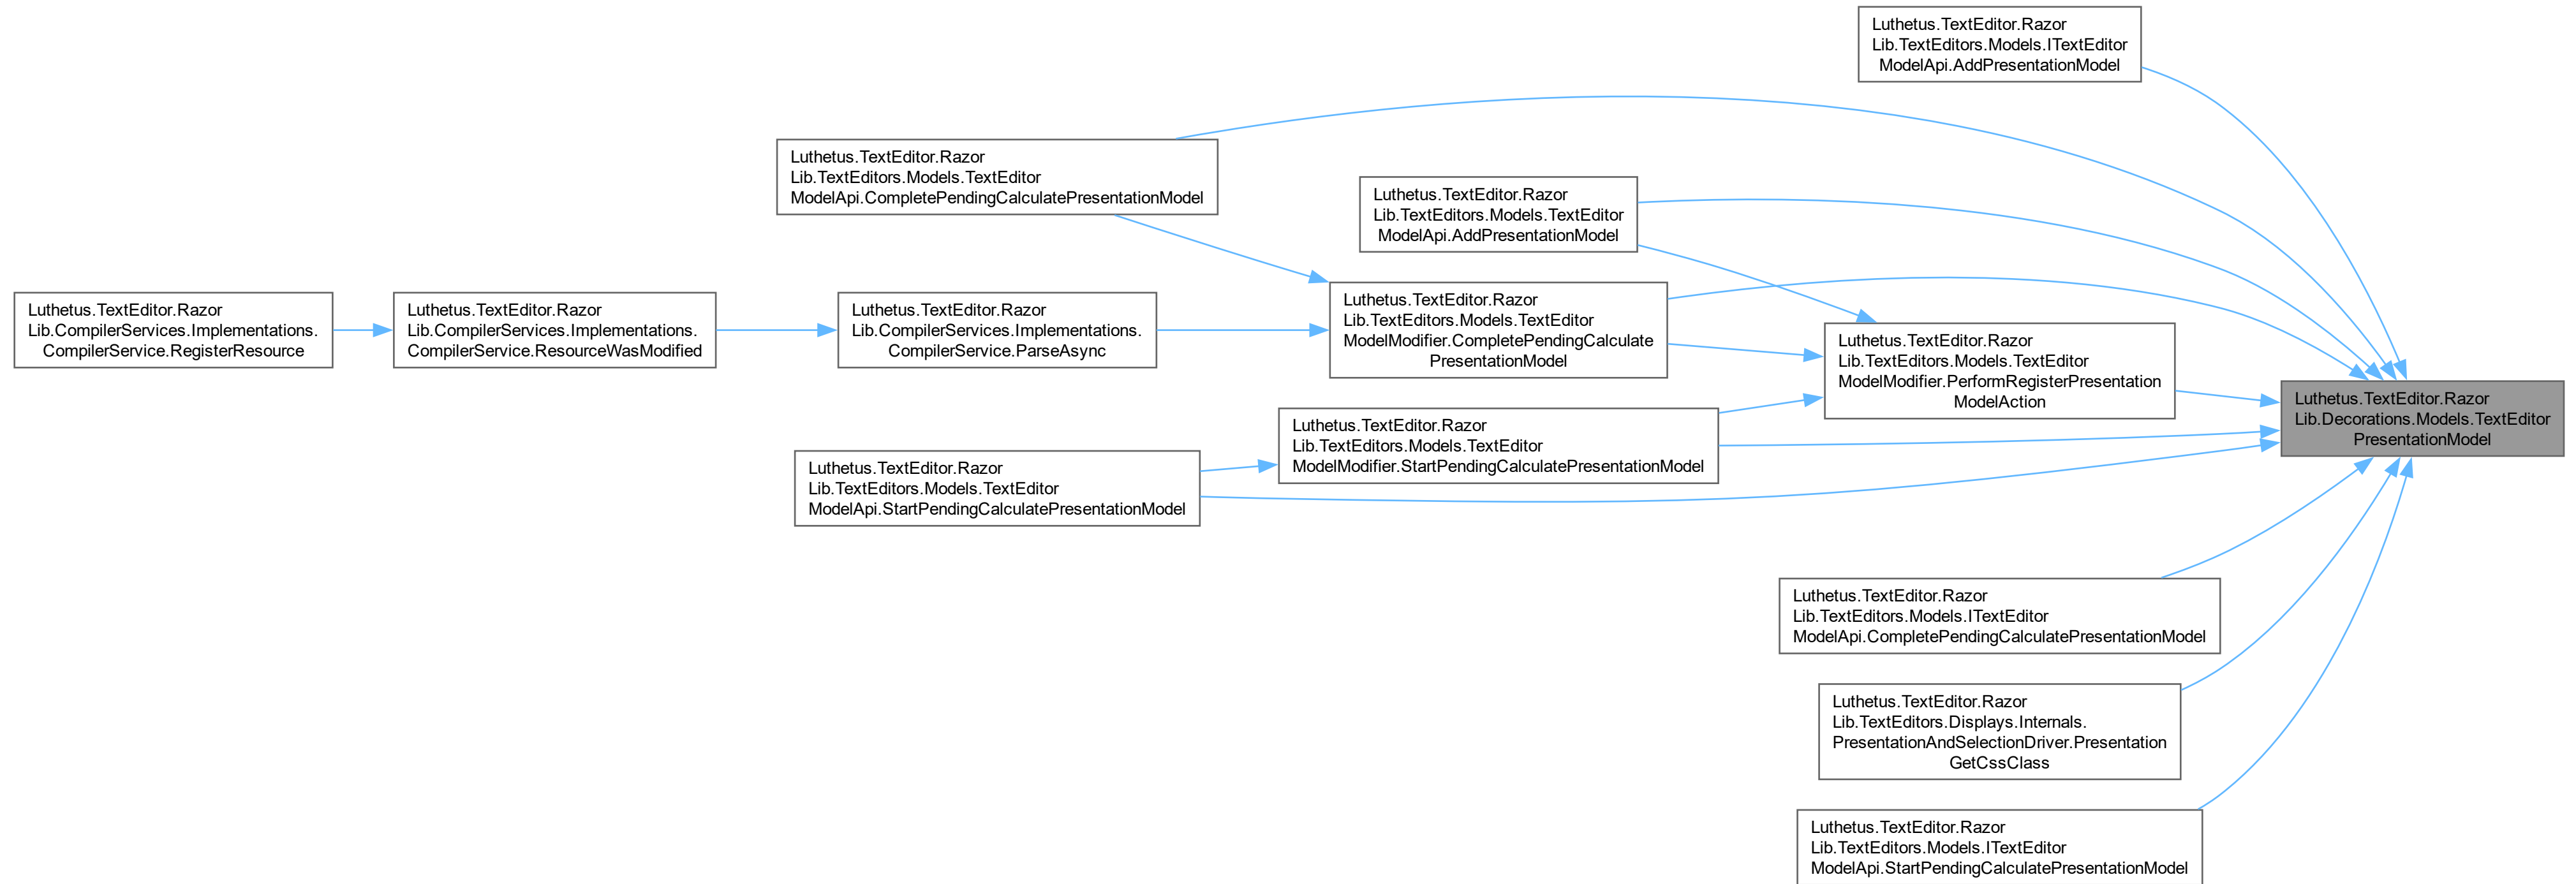 Luthetus.TextEditor.Razor
Lib.TextEditors.Models.ITextEditor
ModelApi.AddPresentationModel
Luthetus.TextEditor.Razor
Lib.TextEditors.Models.TextEditor
ModelApi.CompletePendingCalculatePresentationModel
Luthetus.TextEditor.Razor
Lib.TextEditors.Models.TextEditor
ModelApi.AddPresentationModel
Luthetus.TextEditor.Razor
Lib.CompilerServices.Implementations.
CompilerService.RegisterResource
Luthetus.TextEditor.Razor
Lib.CompilerServices.Implementations.
CompilerService.ResourceWasModified
Luthetus.TextEditor.Razor
Lib.CompilerServices.Implementations.
CompilerService.ParseAsync
Luthetus.TextEditor.Razor
Lib.TextEditors.Models.TextEditor
ModelModifier.CompletePendingCalculate
PresentationModel
Luthetus.TextEditor.Razor
Lib.TextEditors.Models.TextEditor
ModelModifier.PerformRegisterPresentation
ModelAction
Luthetus.TextEditor.Razor
Lib.Decorations.Models.TextEditor
PresentationModel
Luthetus.TextEditor.Razor
Lib.TextEditors.Models.TextEditor
ModelModifier.StartPendingCalculatePresentationModel
Luthetus.TextEditor.Razor
Lib.TextEditors.Models.TextEditor
ModelApi.StartPendingCalculatePresentationModel
Luthetus.TextEditor.Razor
Lib.TextEditors.Models.ITextEditor
ModelApi.CompletePendingCalculatePresentationModel
Luthetus.TextEditor.Razor
Lib.TextEditors.Displays.Internals.
PresentationAndSelectionDriver.Presentation
GetCssClass
Luthetus.TextEditor.Razor
Lib.TextEditors.Models.ITextEditor
ModelApi.StartPendingCalculatePresentationModel